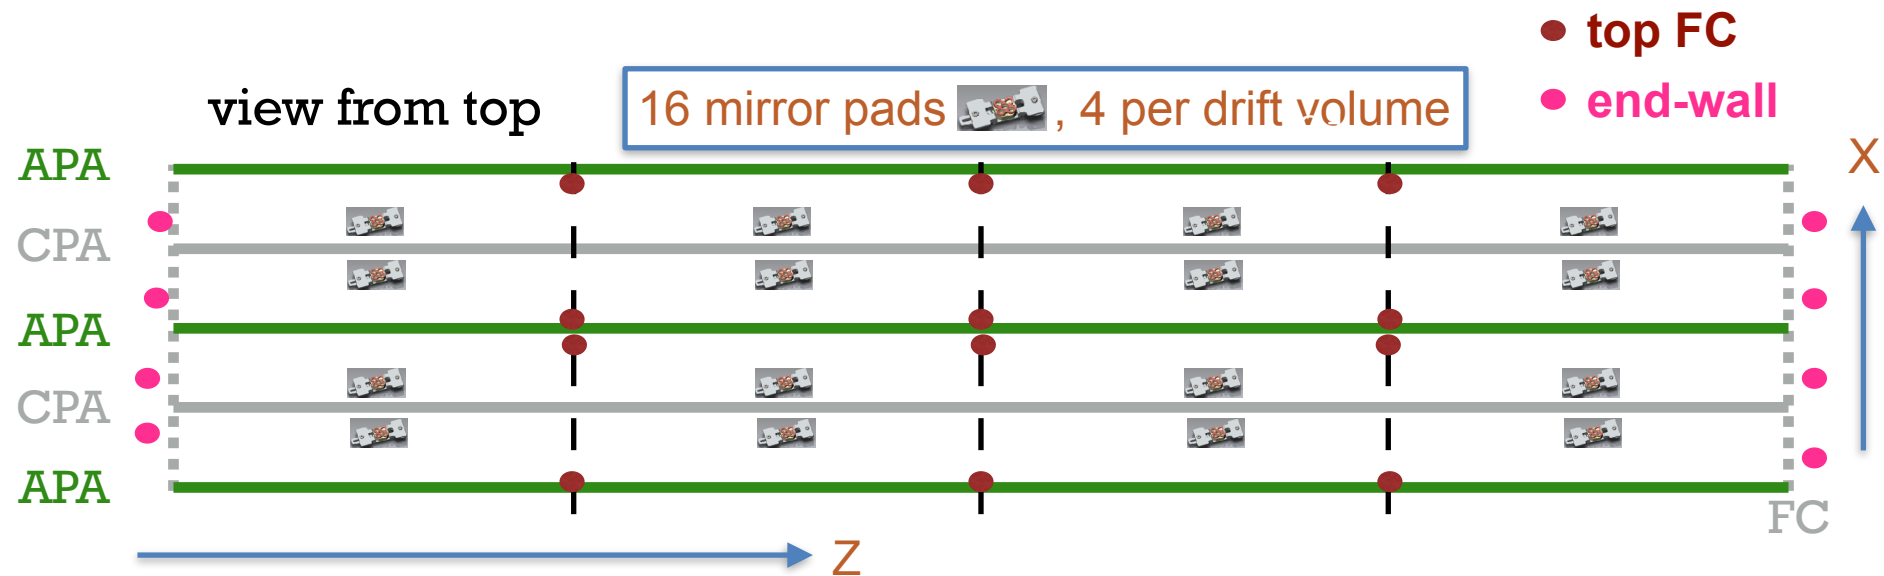 top FC
end-wall
view from top
16 mirror pads , 4 per drift volume
APA
CPA
APA
CPA
APA
X
FC
Z